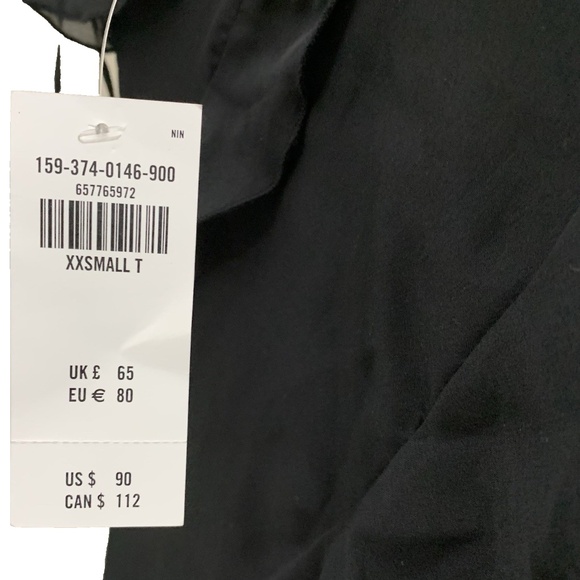 NIN
159-374-0146-900
657765972
XXSMALL T
UK £ 65
EU € 80
US $ 90
CAN $ 112